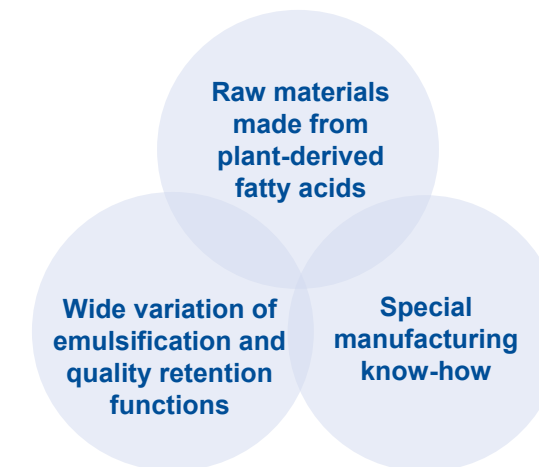 Raw materials
made from
plant-derived
fatty acids
Wide variation of
emulsification and
quality retention
functions
Special
manufacturing
know-how